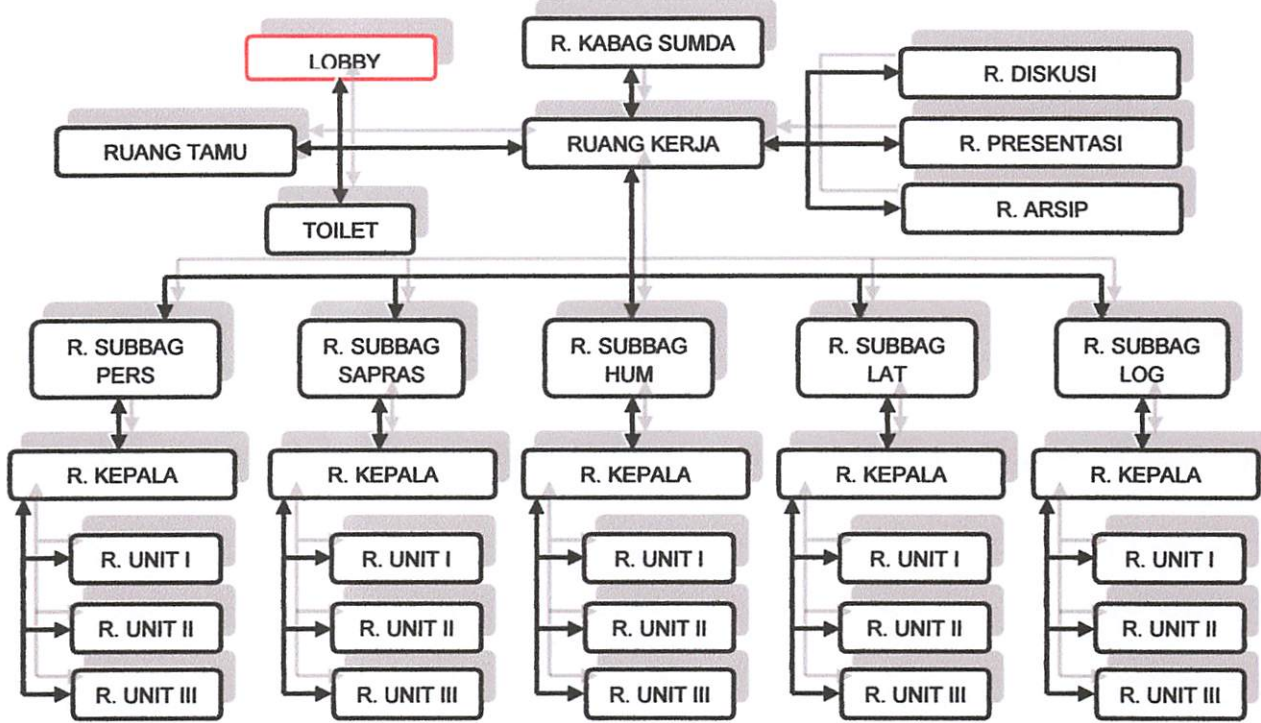 R. KABAG SUMDA
LOBBY
R. DISKUSI
RUANG TAMU
RUANG KERJA
R. PRESENTASI
R. ARSIP
TOILET
R. SUBBAG
PERS
R. SUBBAG
SAPRAS
R. SUBBAG
HUM
R. SUBBAG
LAT
R. SUBBAG
LOG
R. KEPALA
R. KEPALA
R. KEPALA
R. KEPALA
R. KEPALA
R. UNIT I
R. UNIT I
R. UNIT I
R. UNIT I
R. UNIT I
R. UNIT II
R. UNIT II
R. UNIT II
R. UNIT II
R. UNIT II
R. UNIT III
R. UNIT III
R. UNIT III
R. UNIT III
R. UNIT III